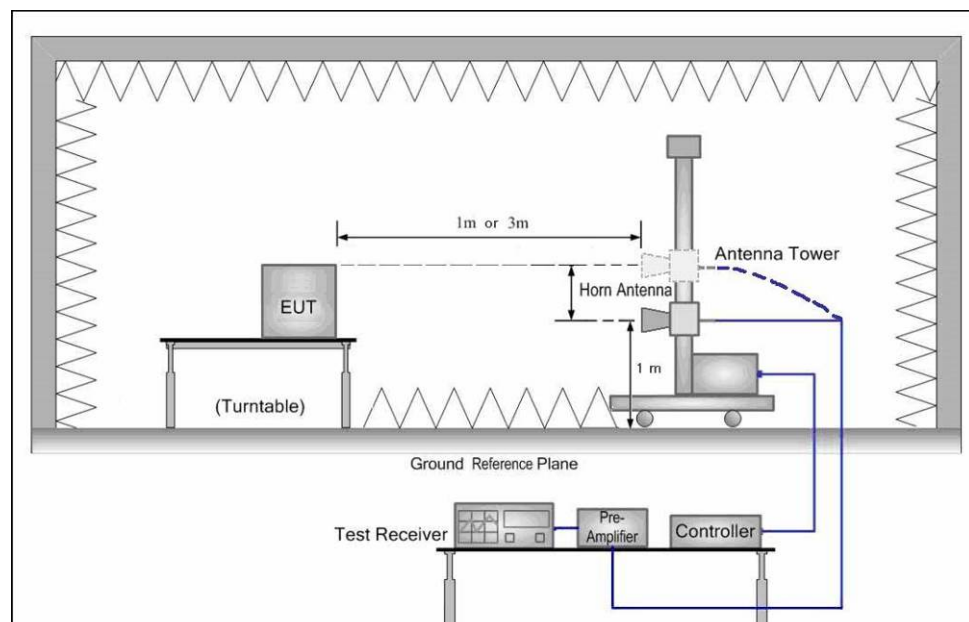 1m or 3m
Antenna Tower
Horn Antenna
EUT
1 m
(Turntable)
Ground Reference Plane
Test Receiver
Pre-
Amplifier
Controller